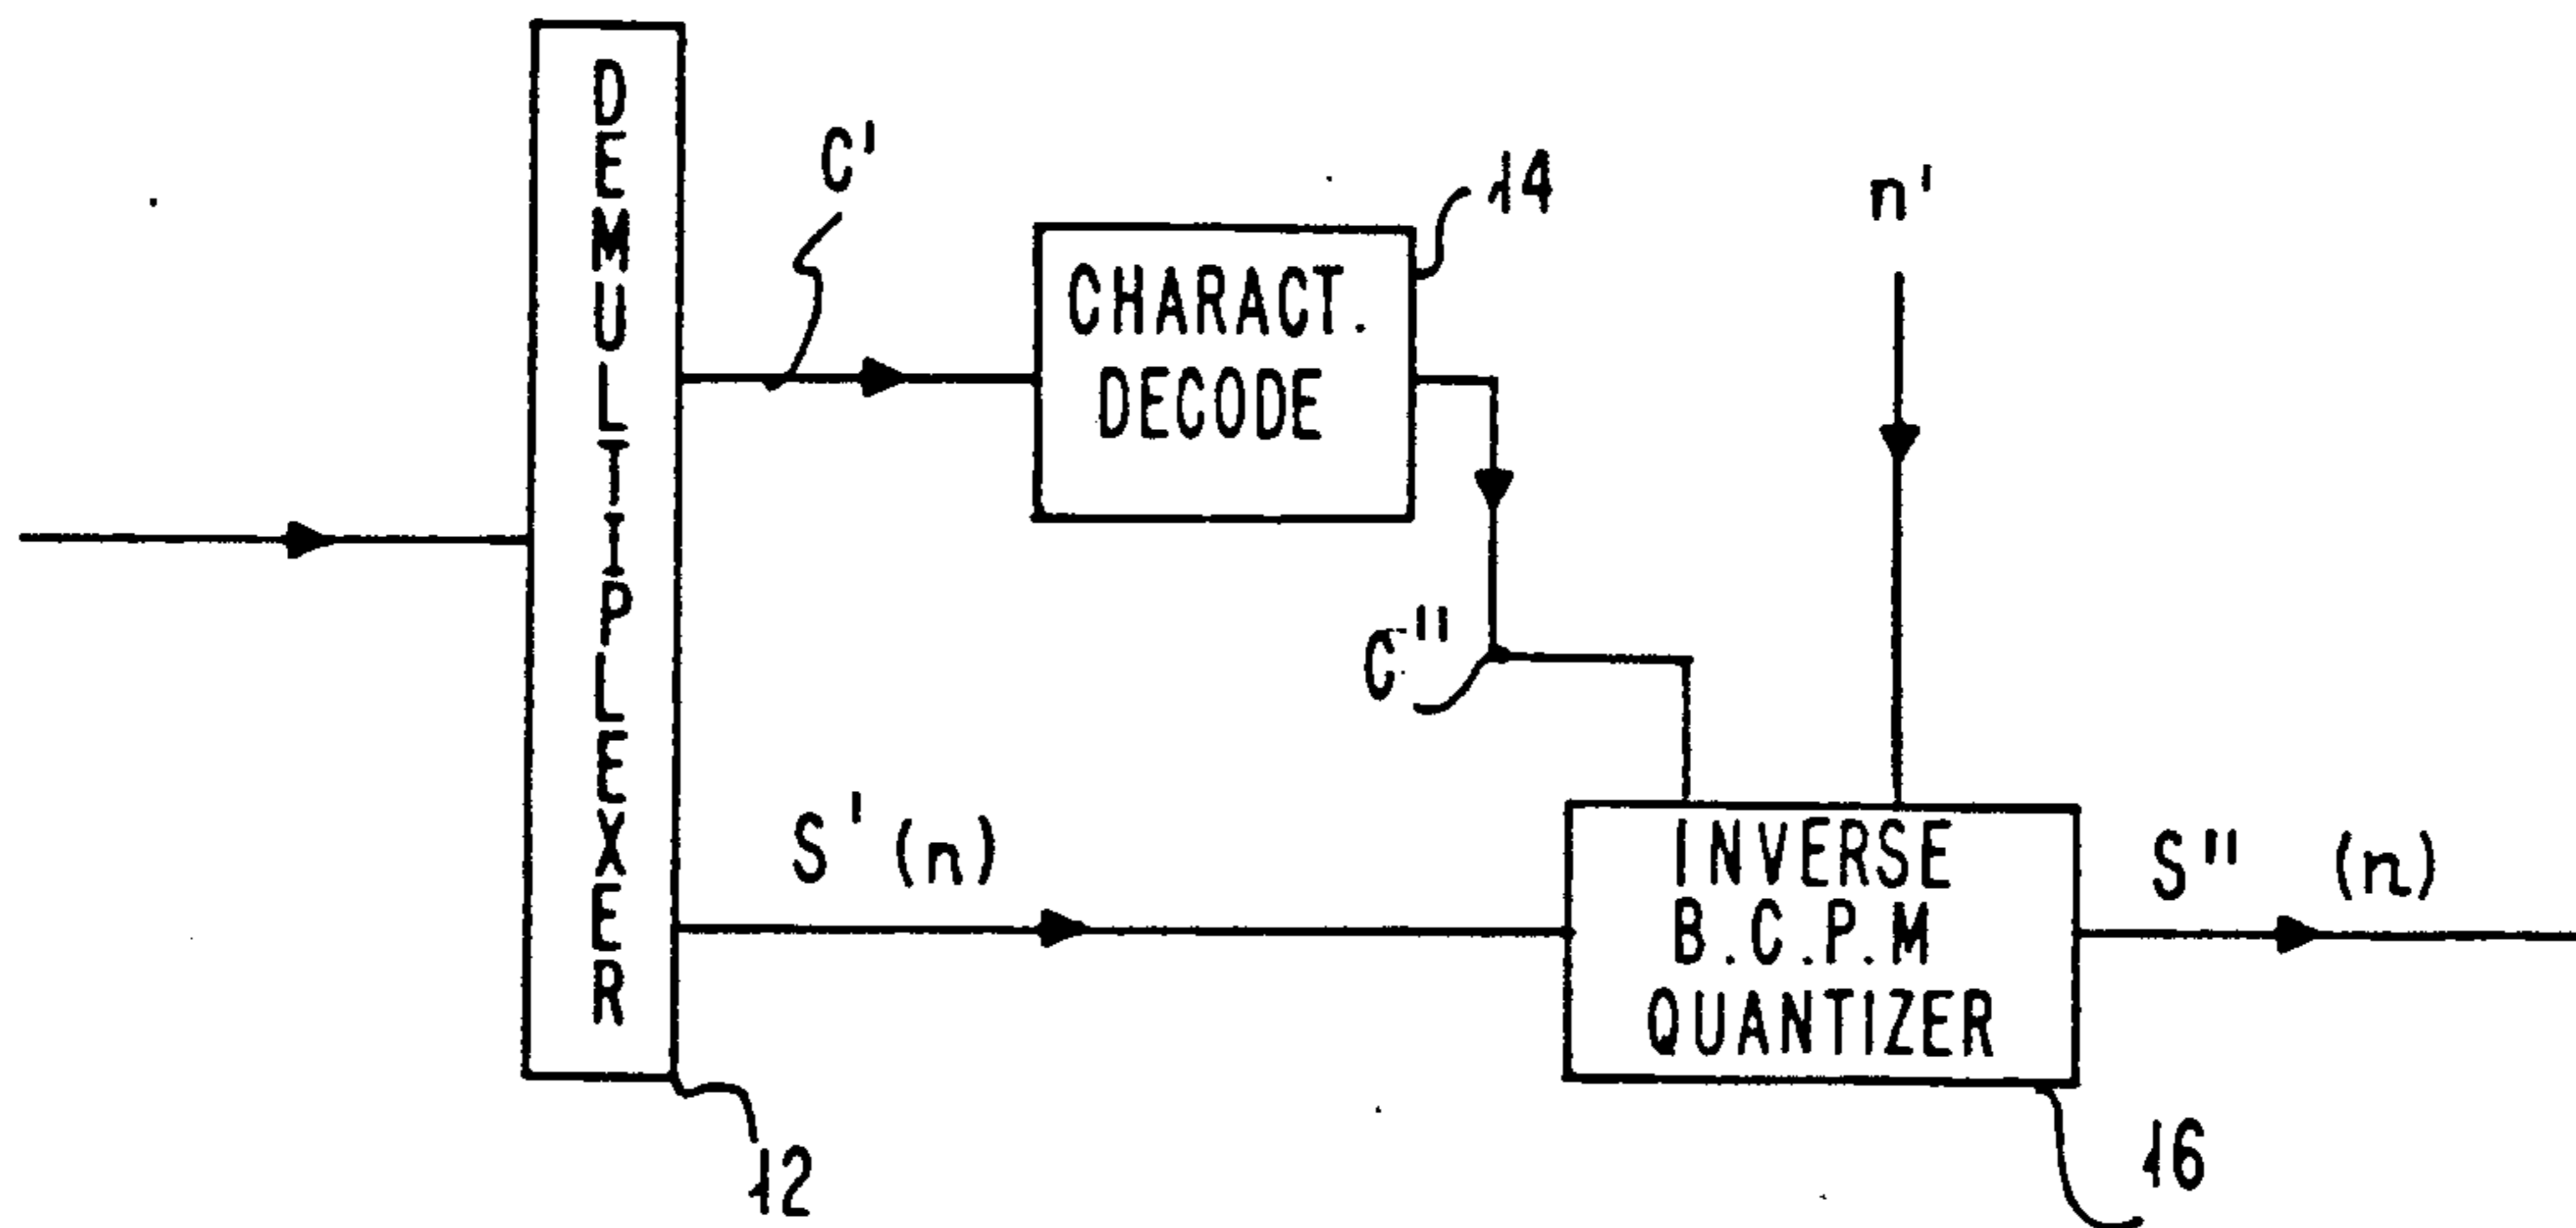 DEMULTIPLEXER
C'
14
n'
CHARACT.
DECODE
C"
S'(n)
INVERSE
B.C.P.M
QUANTIZER
S" (n)
12
16